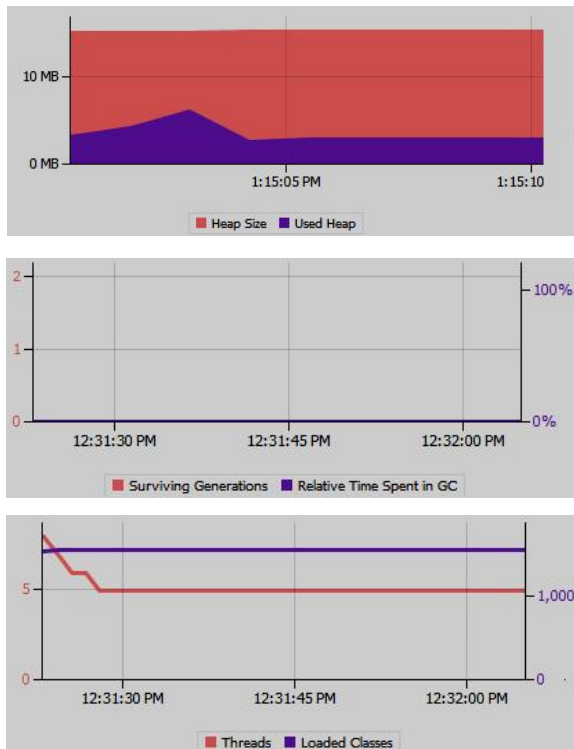 10 MB
0 MB
1:15:05 PM 1:15:10
Heap Size Used Heap
2 100%
1
0 0%
12:31:30 PM 12:31:45 PM 12:32:00 PM
Surviving Generations Relative Time Spent in GC
5 1,000
0 0
12:31:30 PM 12:31:45 PM 12:32:00 PM
Threads Loaded Classes